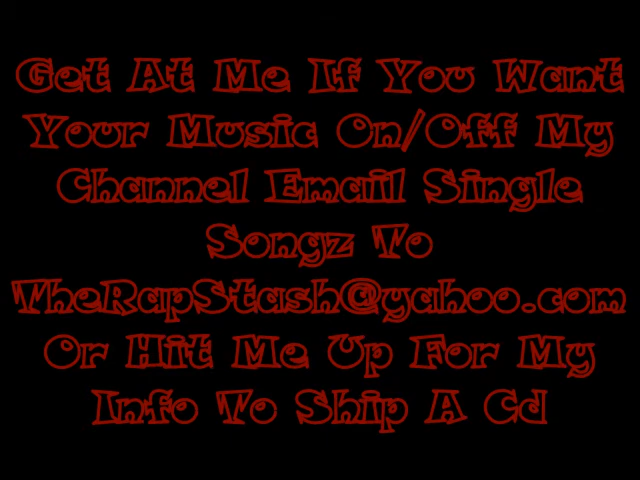 Get At Me If You Want
Your Music On/Off My
Channel Email Single
Songz To
TheRapStash@yahoo.com
Or Hit Me Up For My
Info To Ship A Cd